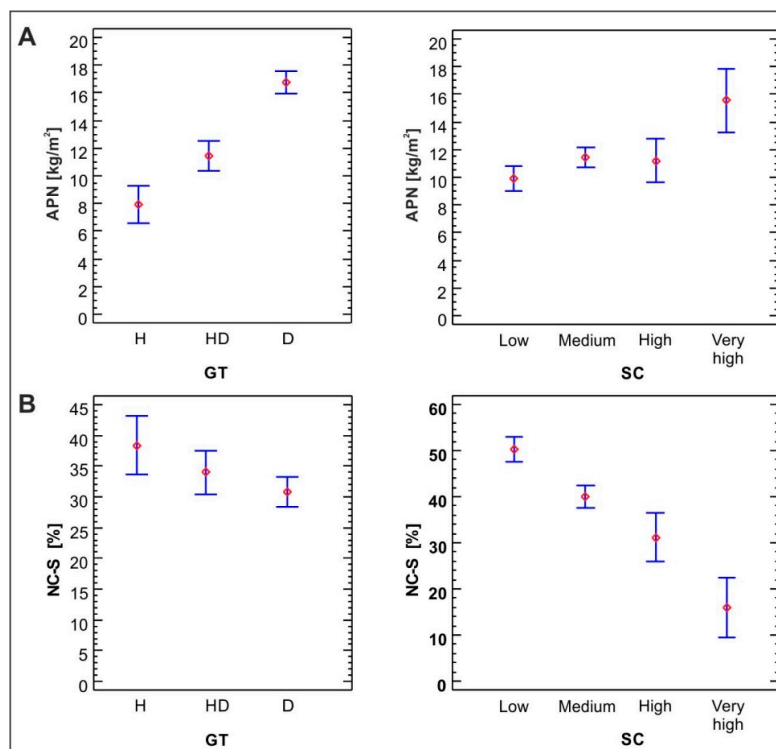 A
APN [kg/m²]
20
18
16
14
12
10
8
6
4
2
0
H HD D
GT
APN [kg/m²]
20
18
16
14
12
10
8
6
4
2
0
Low Medium High Very
high
SC
B
NC-S [%]
45
40
35
30
25
20
15
10
5
0
H HD D
GT
NC-S [%]
60
50
40
30
20
10
0
Low Medium High Very
high
SC